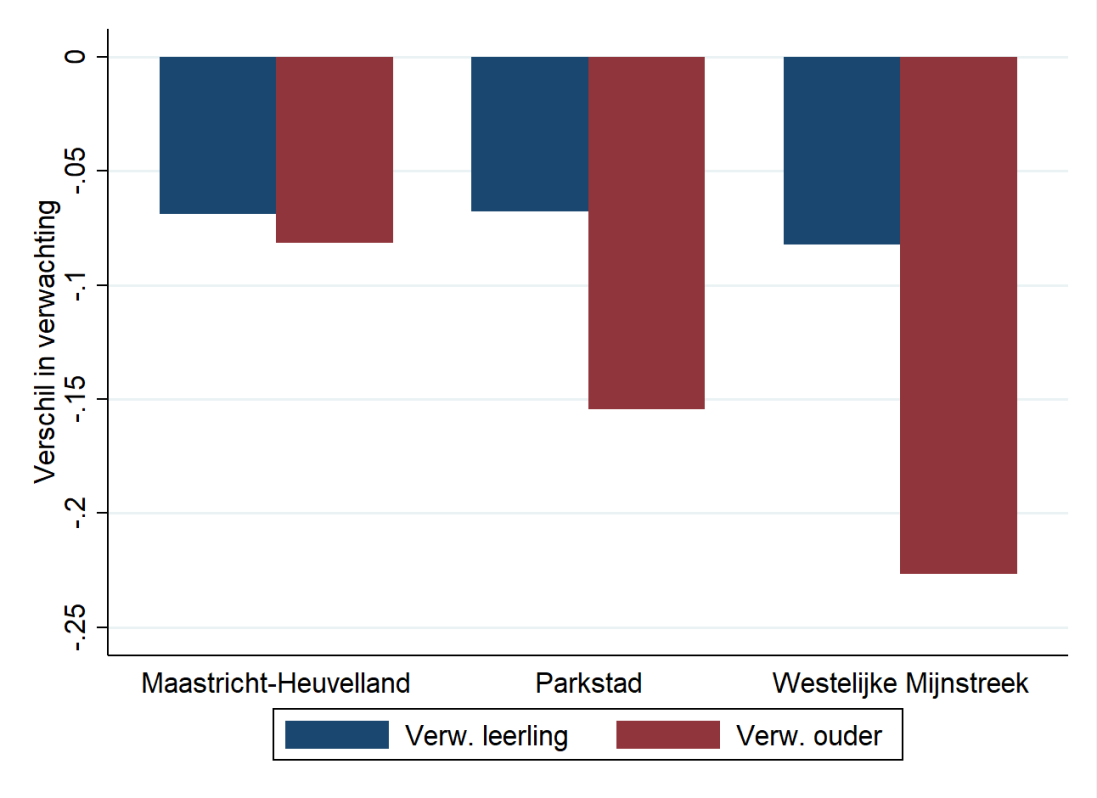 Verschil in verwachting
0
-.05
-.1
-.15
-.2
-.25
Maastricht-Heuvelland Parkstad Westelijke Mijnstreek
Verw. leerling Verw. ouder